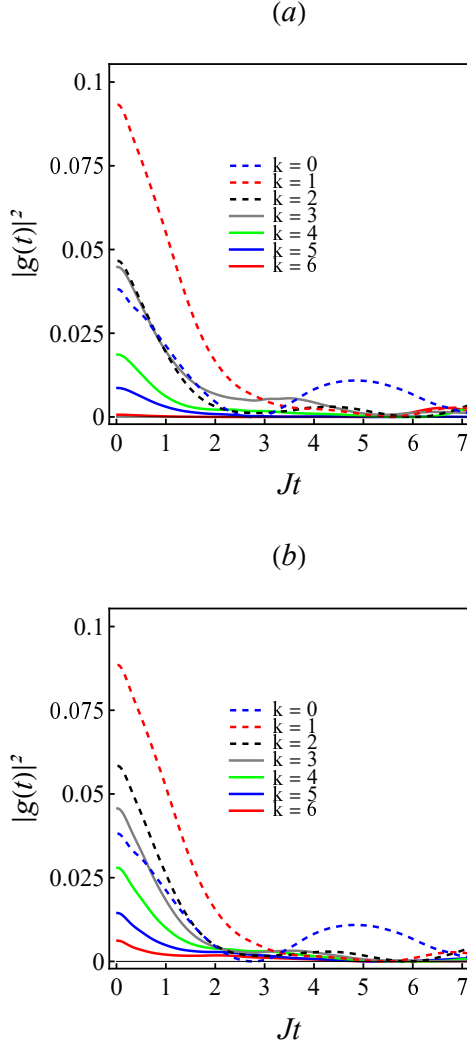 (a)
0.1
0.075
0.05
0.025
0
|g(t)|²
k = 0
k = 1
k = 2
k = 3
k = 4
k = 5
k = 6
0 1 2 3 4 5 6 7
Jt
(b)
0.1
0.075
0.05
0.025
0
|g(t)|²
k = 0
k = 1
k = 2
k = 3
k = 4
k = 5
k = 6
0 1 2 3 4 5 6 7
Jt